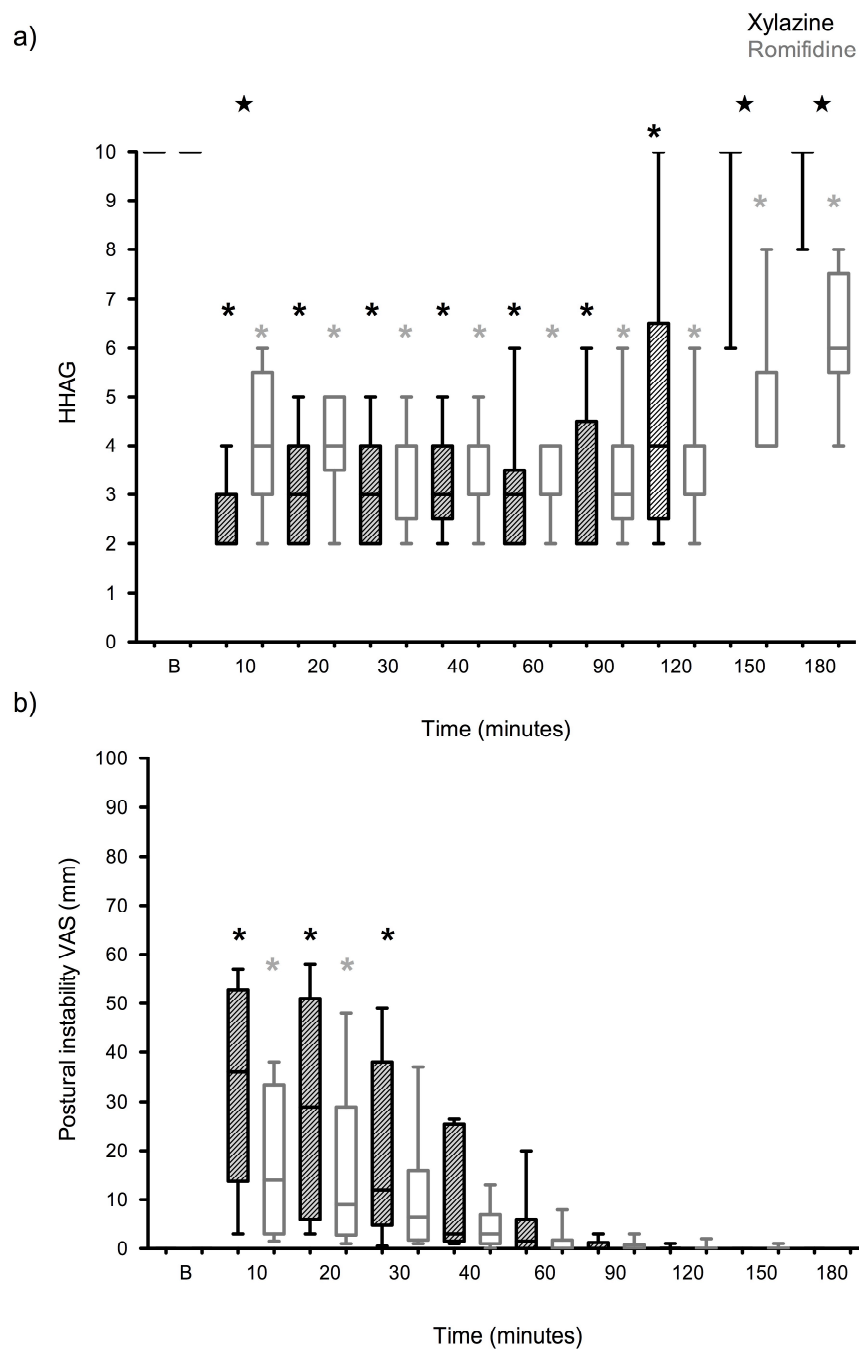 a)
Xylazine
Romifidine
★ ★ ★
*
* *
* * * * * *
* * * * * * *
10
9
8
7
6
5
4
3
2
1
0
HHAG
B 10 20 30 40 60 90 120 150 180
Time (minutes)
b)
100
90
80
70
60
50
40
30
20
10
0
Postural instability VAS (mm)
* * *
* *
B 10 20 30 40 60 90 120 150 180
Time (minutes)